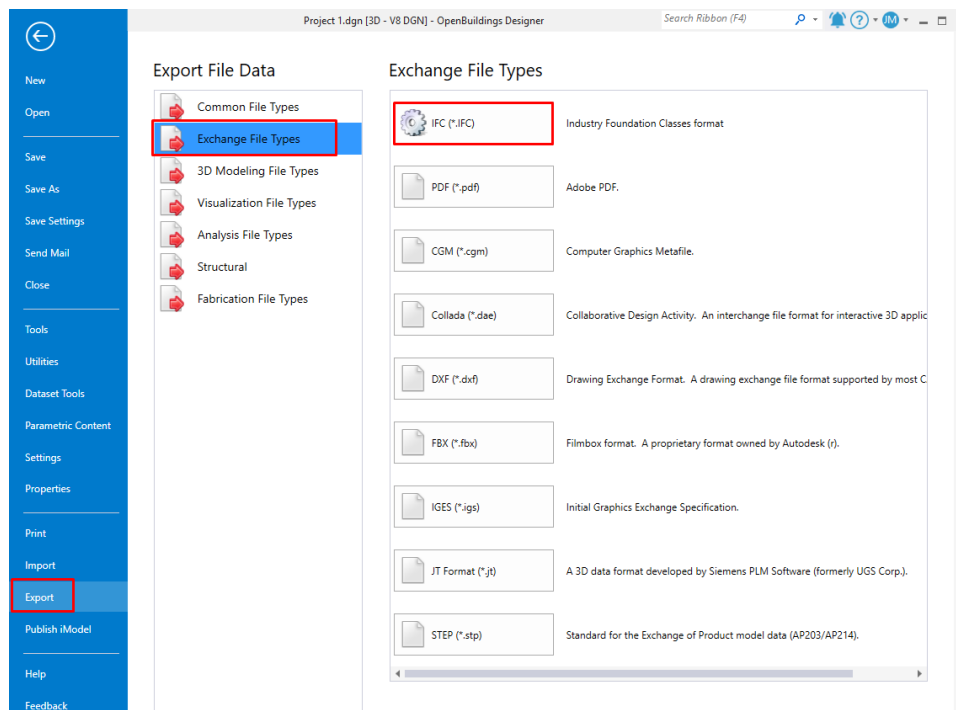 Project 1.dgn [3D - V8 DGN] - OpenBuildings Designer
Search Ribbon (F4)
?
JM
New
Open
Save
Save As
Save Settings
Send Mail
Close
Tools
Utilities
Dataset Tools
Parametric Content
Settings
Properties
Print
Import
Export
Publish iModel
Help
Feedback
Export File Data
Common File Types
Exchange File Types
3D Modeling File Types
Visualization File Types
Analysis File Types
Structural
Fabrication File Types
Exchange File Types
IFC (*.IFC) Industry Foundation Classes format
PDF (*.pdf) Adobe PDF.
CGM (*.cgm) Computer Graphics Metafile.
Collada (*.dae) Collaborative Design Activity. An interchange file format for interactive 3D applic
DXF (*.dxf) Drawing Exchange Format. A drawing exchange file format supported by most C
FBX (*.fbx) Filmbox format. A proprietary format owned by Autodesk (r).
IGES (*.igs) Initial Graphics Exchange Specification.
JT Format (*.jt) A 3D data format developed by Siemens PLM Software (formerly UGS Corp.).
STEP (*.stp) Standard for the Exchange of Product model data (AP203/AP214).